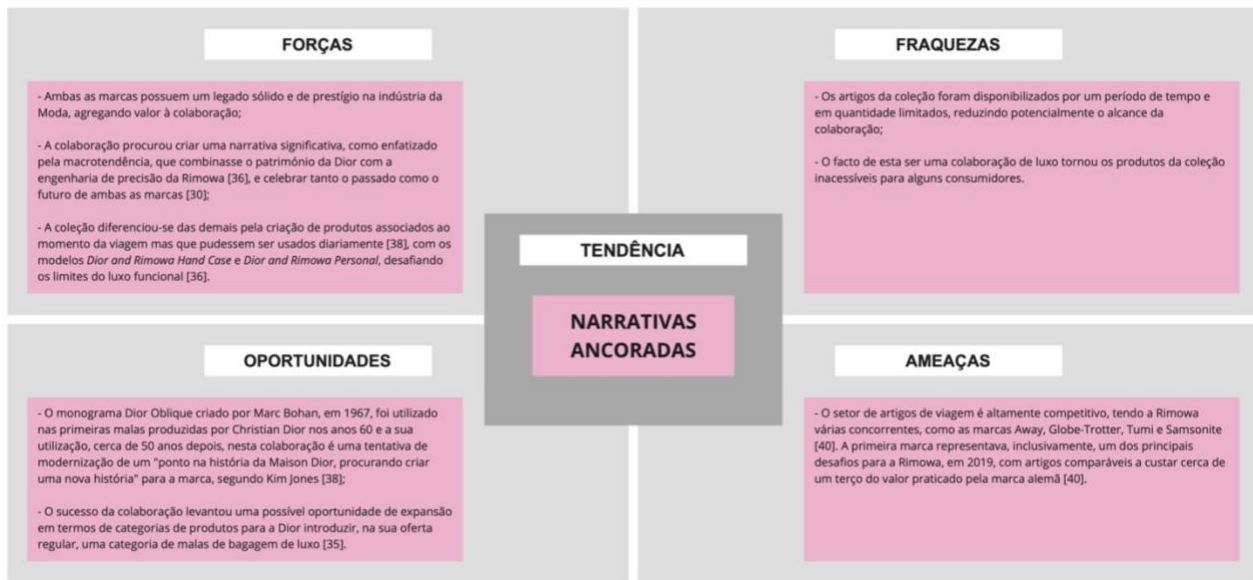 FORÇAS
- Ambas as marcas possuem um legado sólido e de prestígio na indústria da
Moda, agregando valor à colaboração;
- A colaboração procurou criar uma narrativa significativa, como enfatizado
pela macrotendência, que combinasse o património da Dior com a
engenharia de precisão da Rimowa [36], e celebrar tanto o passado como o
futuro de ambas as marcas [30];
- A coleção diferenciou-se das demais pela criação de produtos associados ao
momento da viagem mas que pudessem ser usados diariamente [38], com os
modelos Dior and Rimowa Hand Case e Dior and Rimowa Personal, desafiando
os limites do luxo funcional [36].
FRAQUEZAS
- Os artigos da coleção foram disponibilizados por um período de tempo e
em quantidade limitados, reduzindo potencialmente o alcance da
colaboração;
- O facto de esta ser uma colaboração de luxo tornou os produtos da coleção
inacessíveis para alguns consumidores.
TENDÊNCIA
NARRATIVAS
ANCORADAS
OPORTUNIDADES
- O monograma Dior Oblique criado por Marc Bohan, em 1967, foi utilizado
nas primeiras malas produzidas por Christian Dior nos anos 60 e a sua
utilização, cerca de 50 anos depois, nesta colaboração é uma tentativa de
modernização de um "ponto na história da Maison Dior, procurando criar
uma nova história" para a marca, segundo Kim Jones [38];
- O sucesso da colaboração levantou uma possível oportunidade de expansão
em termos de categorias de produtos para a Dior introduzir, na sua oferta
regular, uma categoria de malas de bagagem de luxo [35].
AMEAÇAS
- O setor de artigos de viagem é altamente competitivo, tendo a Rimowa
várias concorrentes, como as marcas Away, Globe-Trotter, Tumi e Samsonite
[40]. A primeira marca representava, inclusivamente, um dos principais
desafios para a Rimowa, em 2019, com artigos comparáveis a custar cerca de
um terço do valor praticado pela marca alemã [40].